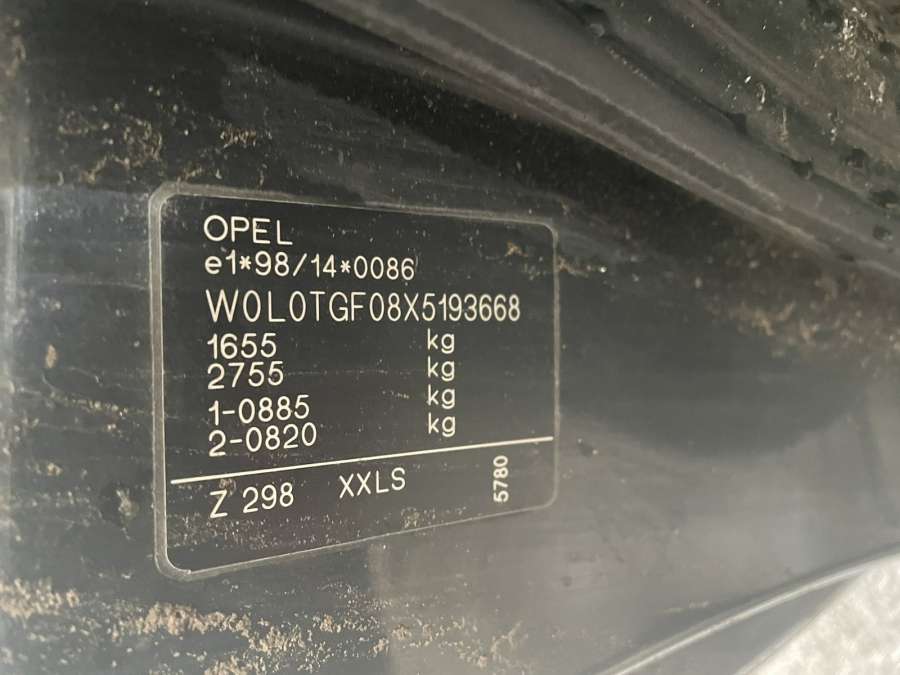 OPEL
e1*98/14*0086
W0L0TGF08X5193668
1655 kg
2755 kg
1-0885 kg
2-0820 kg
Z 298 XXLS 5780